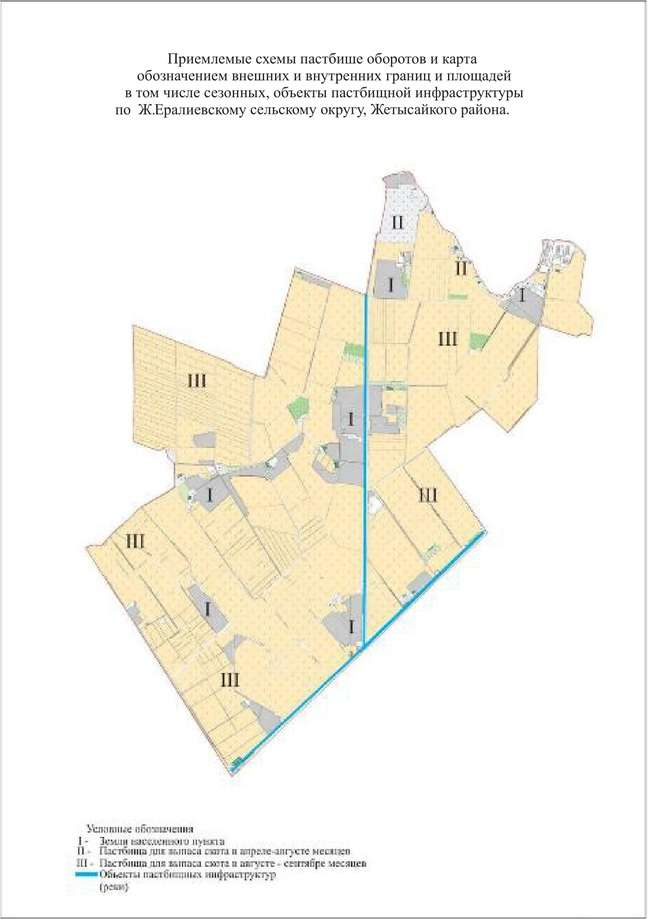 Приемлемые схемы пастбише оборотов и карта
обозначением внешних и внутренних границ и площадей
в том числе сезонных, объекты пастбищной инфраструктуры
по Ж.Ералиевскому сельскому округу, Жетысайкого района.
II
II
I
I
III
III
I
III
I
III
I
I
III
Условные обозначения
I - Земли населенного пункта
II - Пастбища для выпаса скота в апреле-августе месяцев
III - Пастбища для выпаса скота в августе - сентябре месяцев
Объекты пастбищных инфраструктур
(реки)